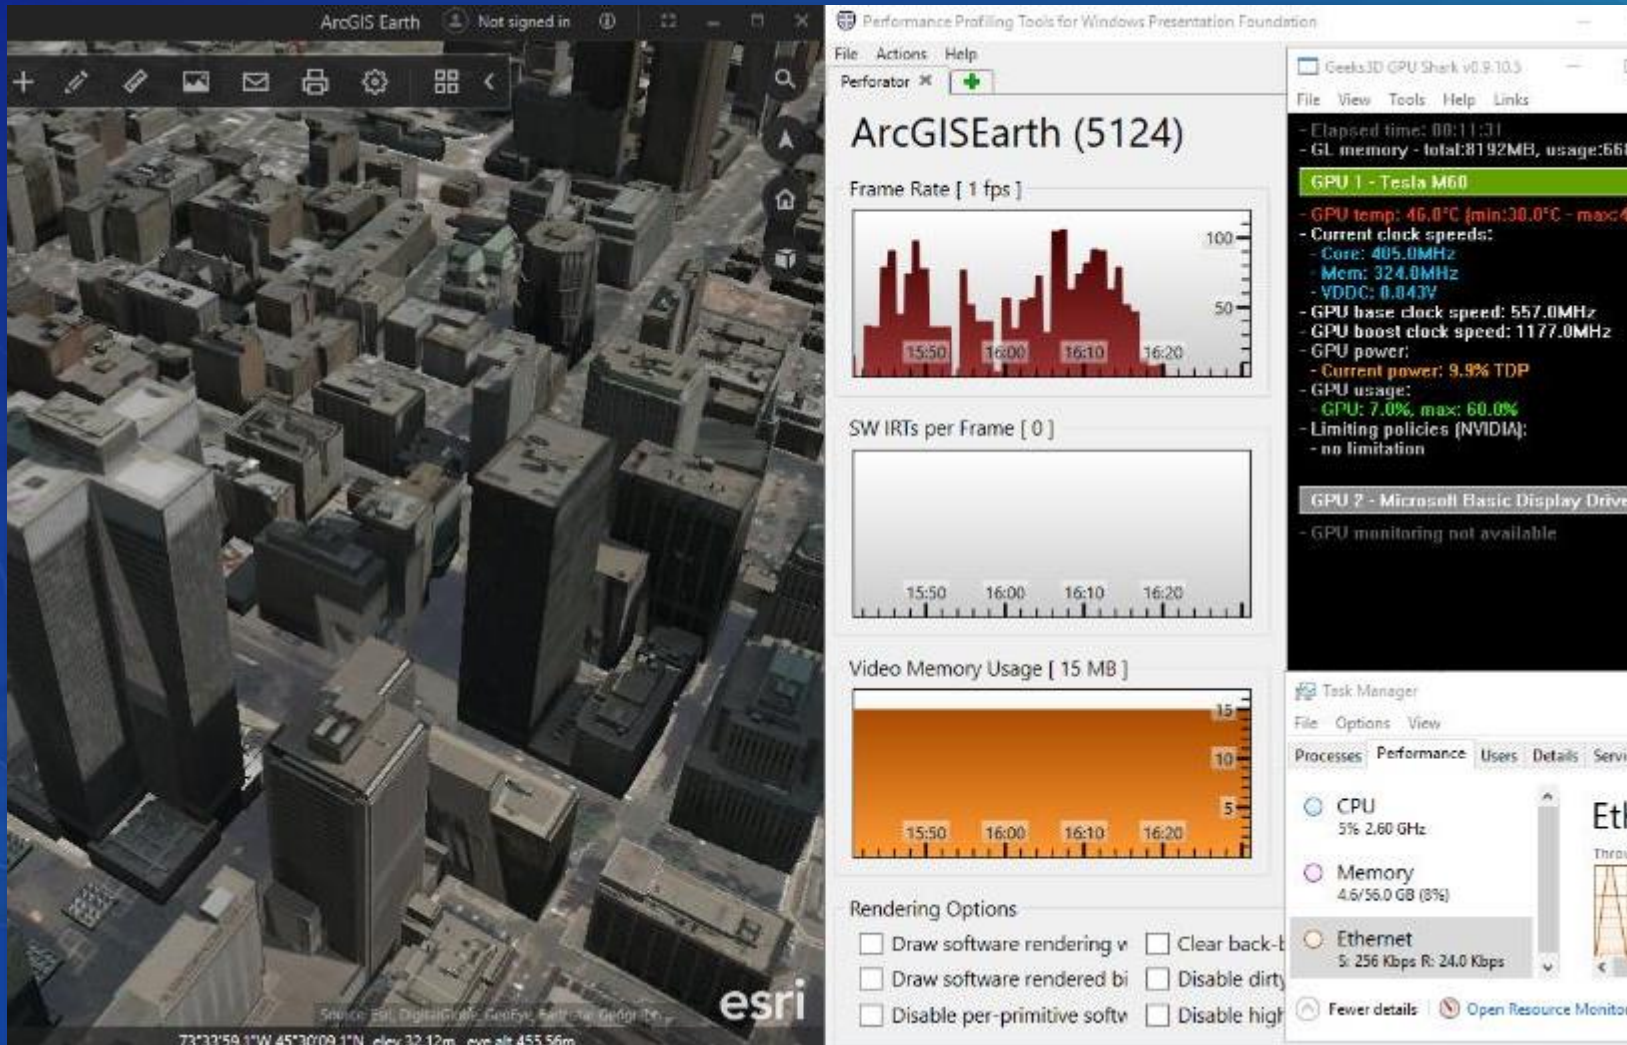 ArcGIS Earth Not signed in
esri
73°33'59.1"W 45°30'09.1"N elev 32.12m eye alt 455.56m
Performance Profiling Tools for Windows Presentation Foundation
File Actions Help
Perforator
ArcGISEarth (5124)
Frame Rate [ 1 fps ]
100
50
15:50 16:00 16:10 16:20
SW IRTs per Frame [ 0 ]
15:50 16:00 16:10 16:20
Video Memory Usage [ 15 MB ]
15
10
5
15:50 16:00 16:10 16:20
Rendering Options
Draw software rendering Clear back-
Draw software rendered bi Disable dirty
Disable per-primitive softw Disable high
Geeks3D GPU Shark v0.9.10.5
File View Tools Help Links
- Elapsed time: 00:11:31
- GL memory - total:8192MB, usage:668
GPU 1 - Tesla M60
- GPU temp: 46.0°C (min:30.0°C - max:4
- Current clock speeds:
- Core: 405.0MHz
- Mem: 324.0MHz
- VDDC: 0.843V
- GPU base clock speed: 557.0MHz
- GPU boost clock speed: 1177.0MHz
- GPU power:
- Current power: 9.9% TDP
- GPU usage:
- GPU: 7.0%, max: 60.0%
- Limiting policies (NVIDIA):
- no limitation
GPU 2 - Microsoft Basic Display Drive
- GPU monitoring not available
Task Manager
File Options View
Processes Performance Users Details Servi
CPU
5% 2.60 GHz
Memory
4.6/56.0 GB (8%)
Ethernet
S: 256 Kbps R: 24.0 Kbps
Eth
Throu
Fewer details Open Resource Monitor